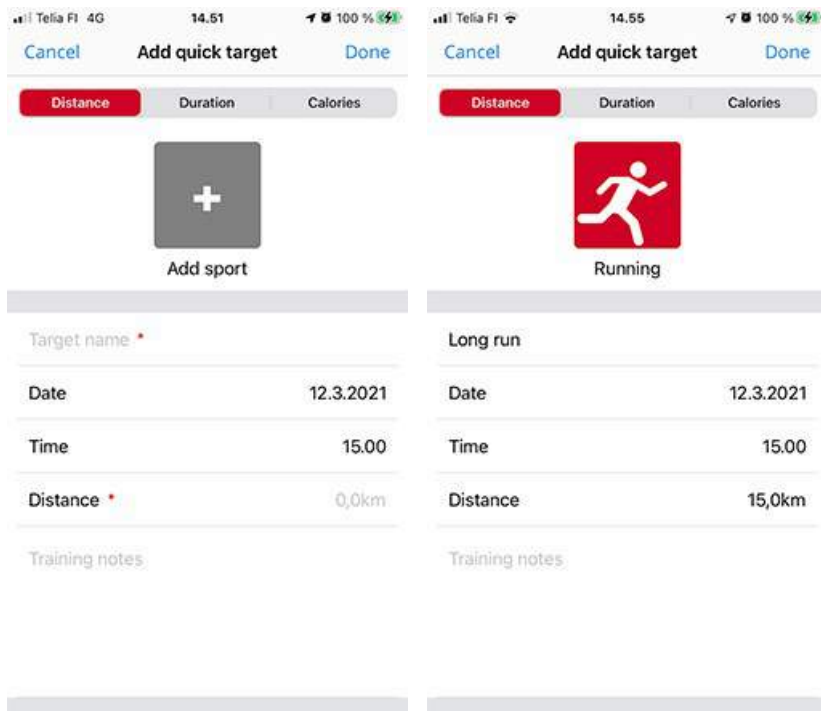 Telia FI 4G 14.51 100 %
Cancel Add quick target Done
Distance Duration Calories
+
Add sport
Target name *
Date 12.3.2021
Time 15.00
Distance * 0,0km
Training notes
Telia FI 14.55 100 %
Cancel Add quick target Done
Distance Duration Calories
Running
Long run
Date 12.3.2021
Time 15.00
Distance 15,0km
Training notes